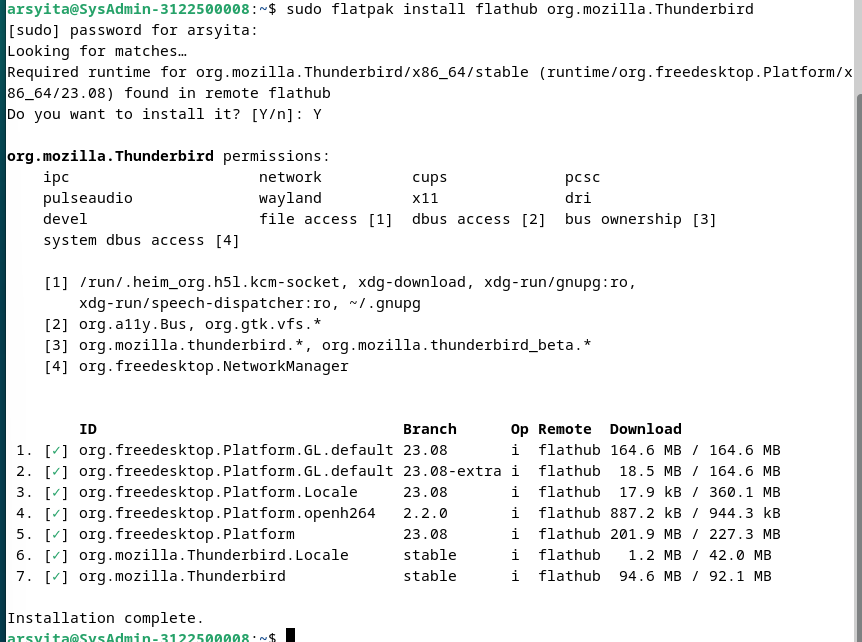 arsyita@SysAdmin-3122500008:~$ sudo flatpak install flathub org.mozilla.Thunderbird
[sudo] password for arsyita:
Looking for matches…
Required runtime for org.mozilla.Thunderbird/x86_64/stable (runtime/org.freedesktop.Platform/x
86_64/23.08) found in remote flathub
Do you want to install it? [Y/n]: Y
org.mozilla.Thunderbird permissions:
ipc network cups pcsc
pulseaudio wayland x11 dri
devel file access [1] dbus access [2] bus ownership [3]
system dbus access [4]
[1] /run/.heim_org.h5l.kcm-socket, xdg-download, xdg-run/gnupg:ro,
xdg-run/speech-dispatcher:ro, ~/.gnupg
[2] org.a11y.Bus, org.gtk.vfs.*
[3] org.mozilla.thunderbird.*, org.mozilla.thunderbird_beta.*
[4] org.freedesktop.NetworkManager
ID Branch Op Remote Download
1. [✓] org.freedesktop.Platform.GL.default 23.08 i flathub 164.6 MB / 164.6 MB
2. [✓] org.freedesktop.Platform.GL.default 23.08-extra i flathub 18.5 MB / 164.6 MB
3. [✓] org.freedesktop.Platform.Locale 23.08 i flathub 17.9 kB / 360.1 MB
4. [✓] org.freedesktop.Platform.openh264 2.2.0 i flathub 887.2 kB / 944.3 kB
5. [✓] org.freedesktop.Platform 23.08 i flathub 201.9 MB / 227.3 MB
6. [✓] org.mozilla.Thunderbird.Locale stable i flathub 1.2 MB / 42.0 MB
7. [✓] org.mozilla.Thunderbird stable i flathub 94.6 MB / 92.1 MB
Installation complete.
arsyita@SysAdmin-3122500008:~$